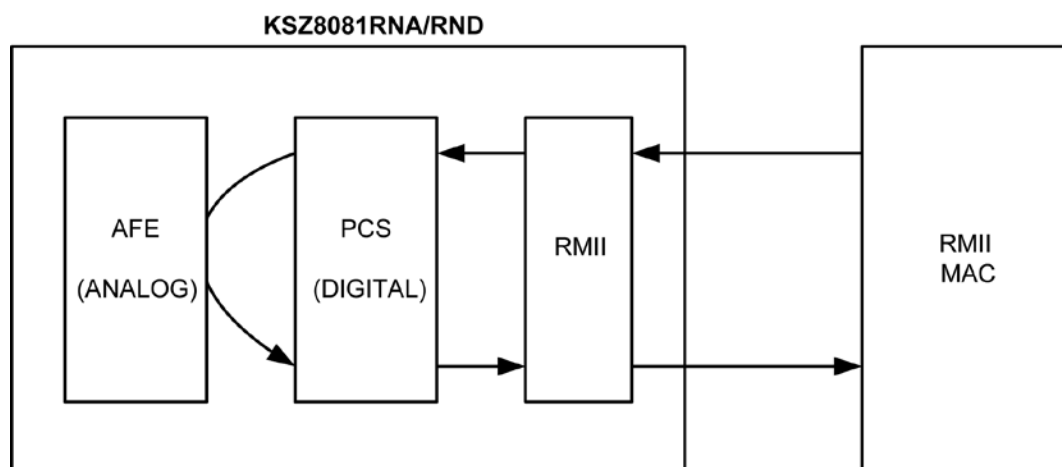 KSZ8081RNA/RND
AFE
(ANALOG)
PCS
(DIGITAL)
RMII
RMII
MAC